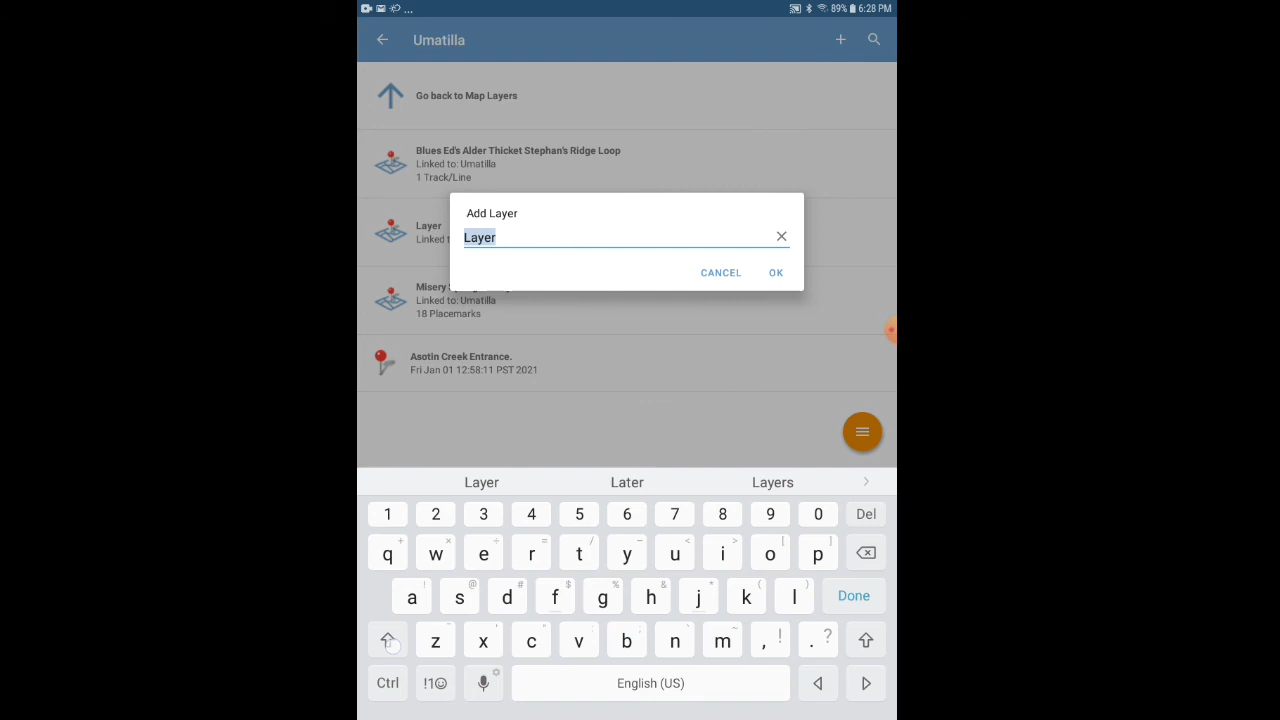 ... 89% 6:28 PM
Umatilla
Go back to Map Layers
Blues Ed's Alder Thicket Stephan's Ridge Loop
Linked to: Umatilla
1 Track/Line
Add Layer
Layer
CANCEL OK
Layer
Linked t
Misery
Linked to: Umatilla
18 Placemarks
Asotin Creek Entrance.
Fri Jan 01 12:58:11 PST 2021
Layer Later Layers
1 2 3 4 5 6 7 8 9 0 Del
q w e r t y u i o p
a s d f g h j k l Done
z x c v b n m , ! . ?
Ctrl !1☺ English (US)